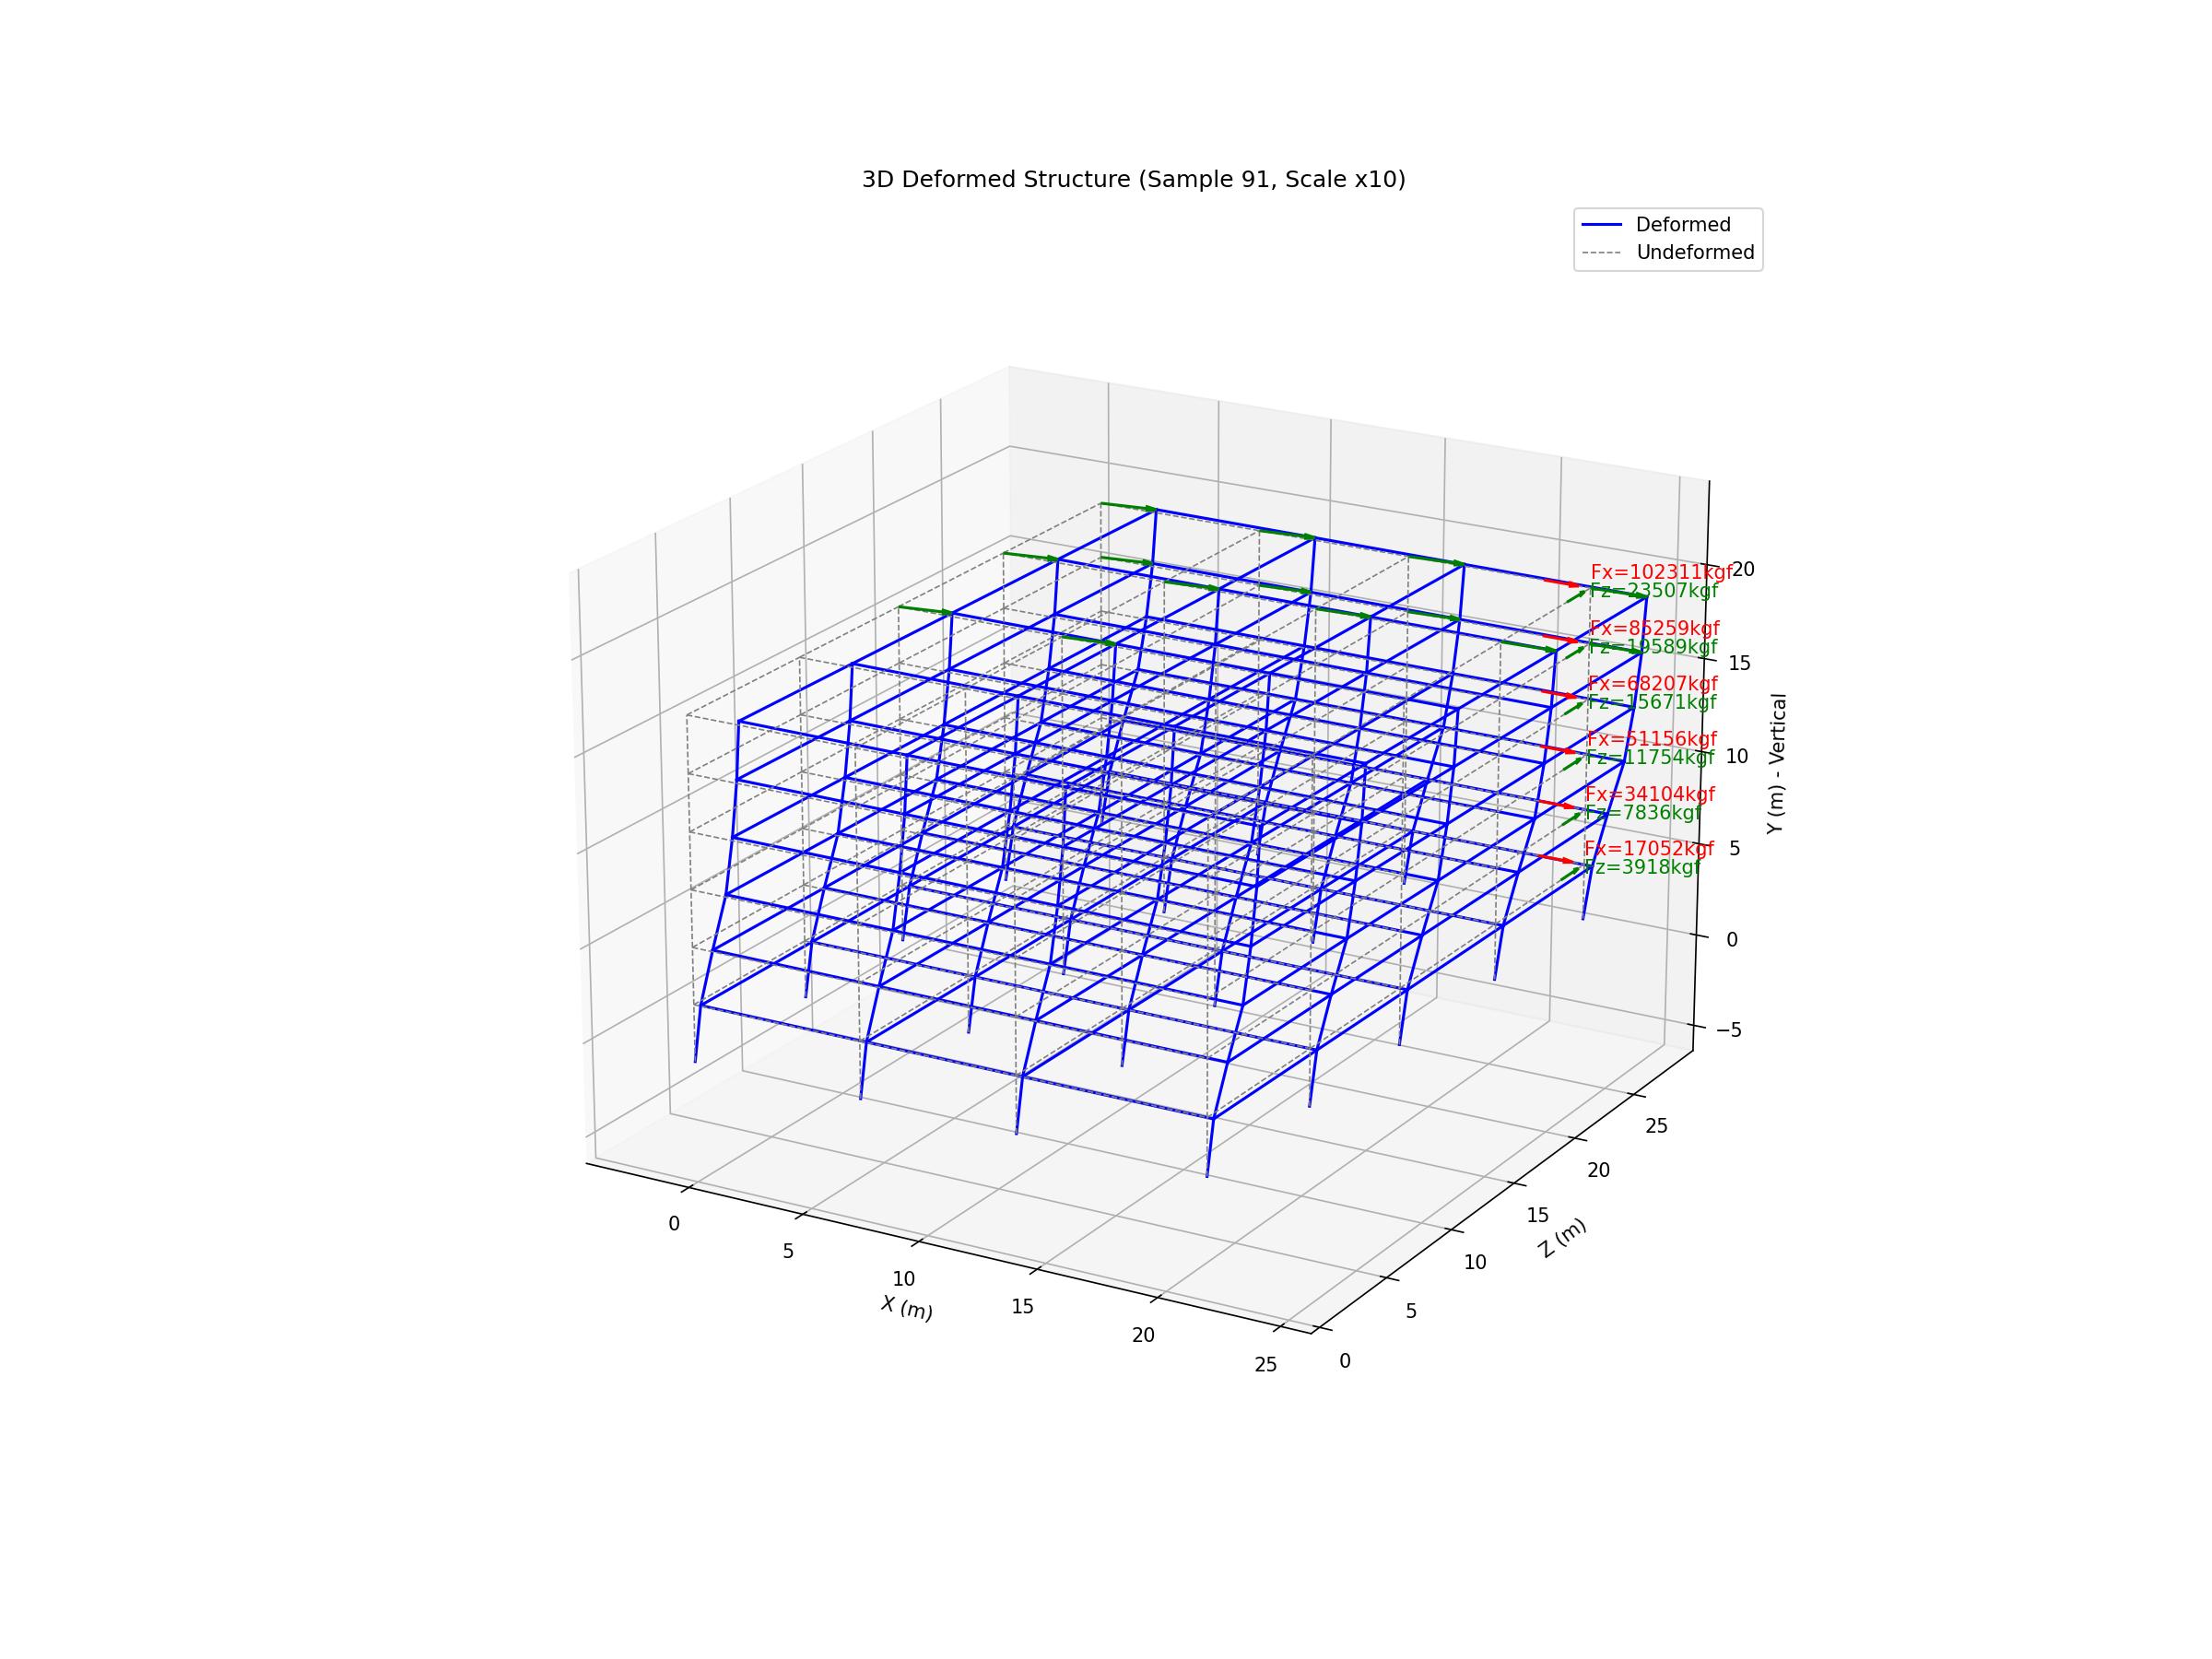 3D Deformed Structure (Sample 91, Scale x10)
Deformed
Undeformed
Fx=102311kgf
Fz=23507kgf
Fx=85259kgf
Fz=19589kgf
Fx=68207kgf
Fz=15671kgf
Fx=51156kgf
Fz=11754kgf
Fx=34104kgf
Fz=7836kgf
Fx=17052kgf
Fz=3918kgf
20
15
10
5
0
−5
Y (m) - Vertical
0
5
10
15
20
25
X (m)
0
5
10
15
20
25
Z (m)